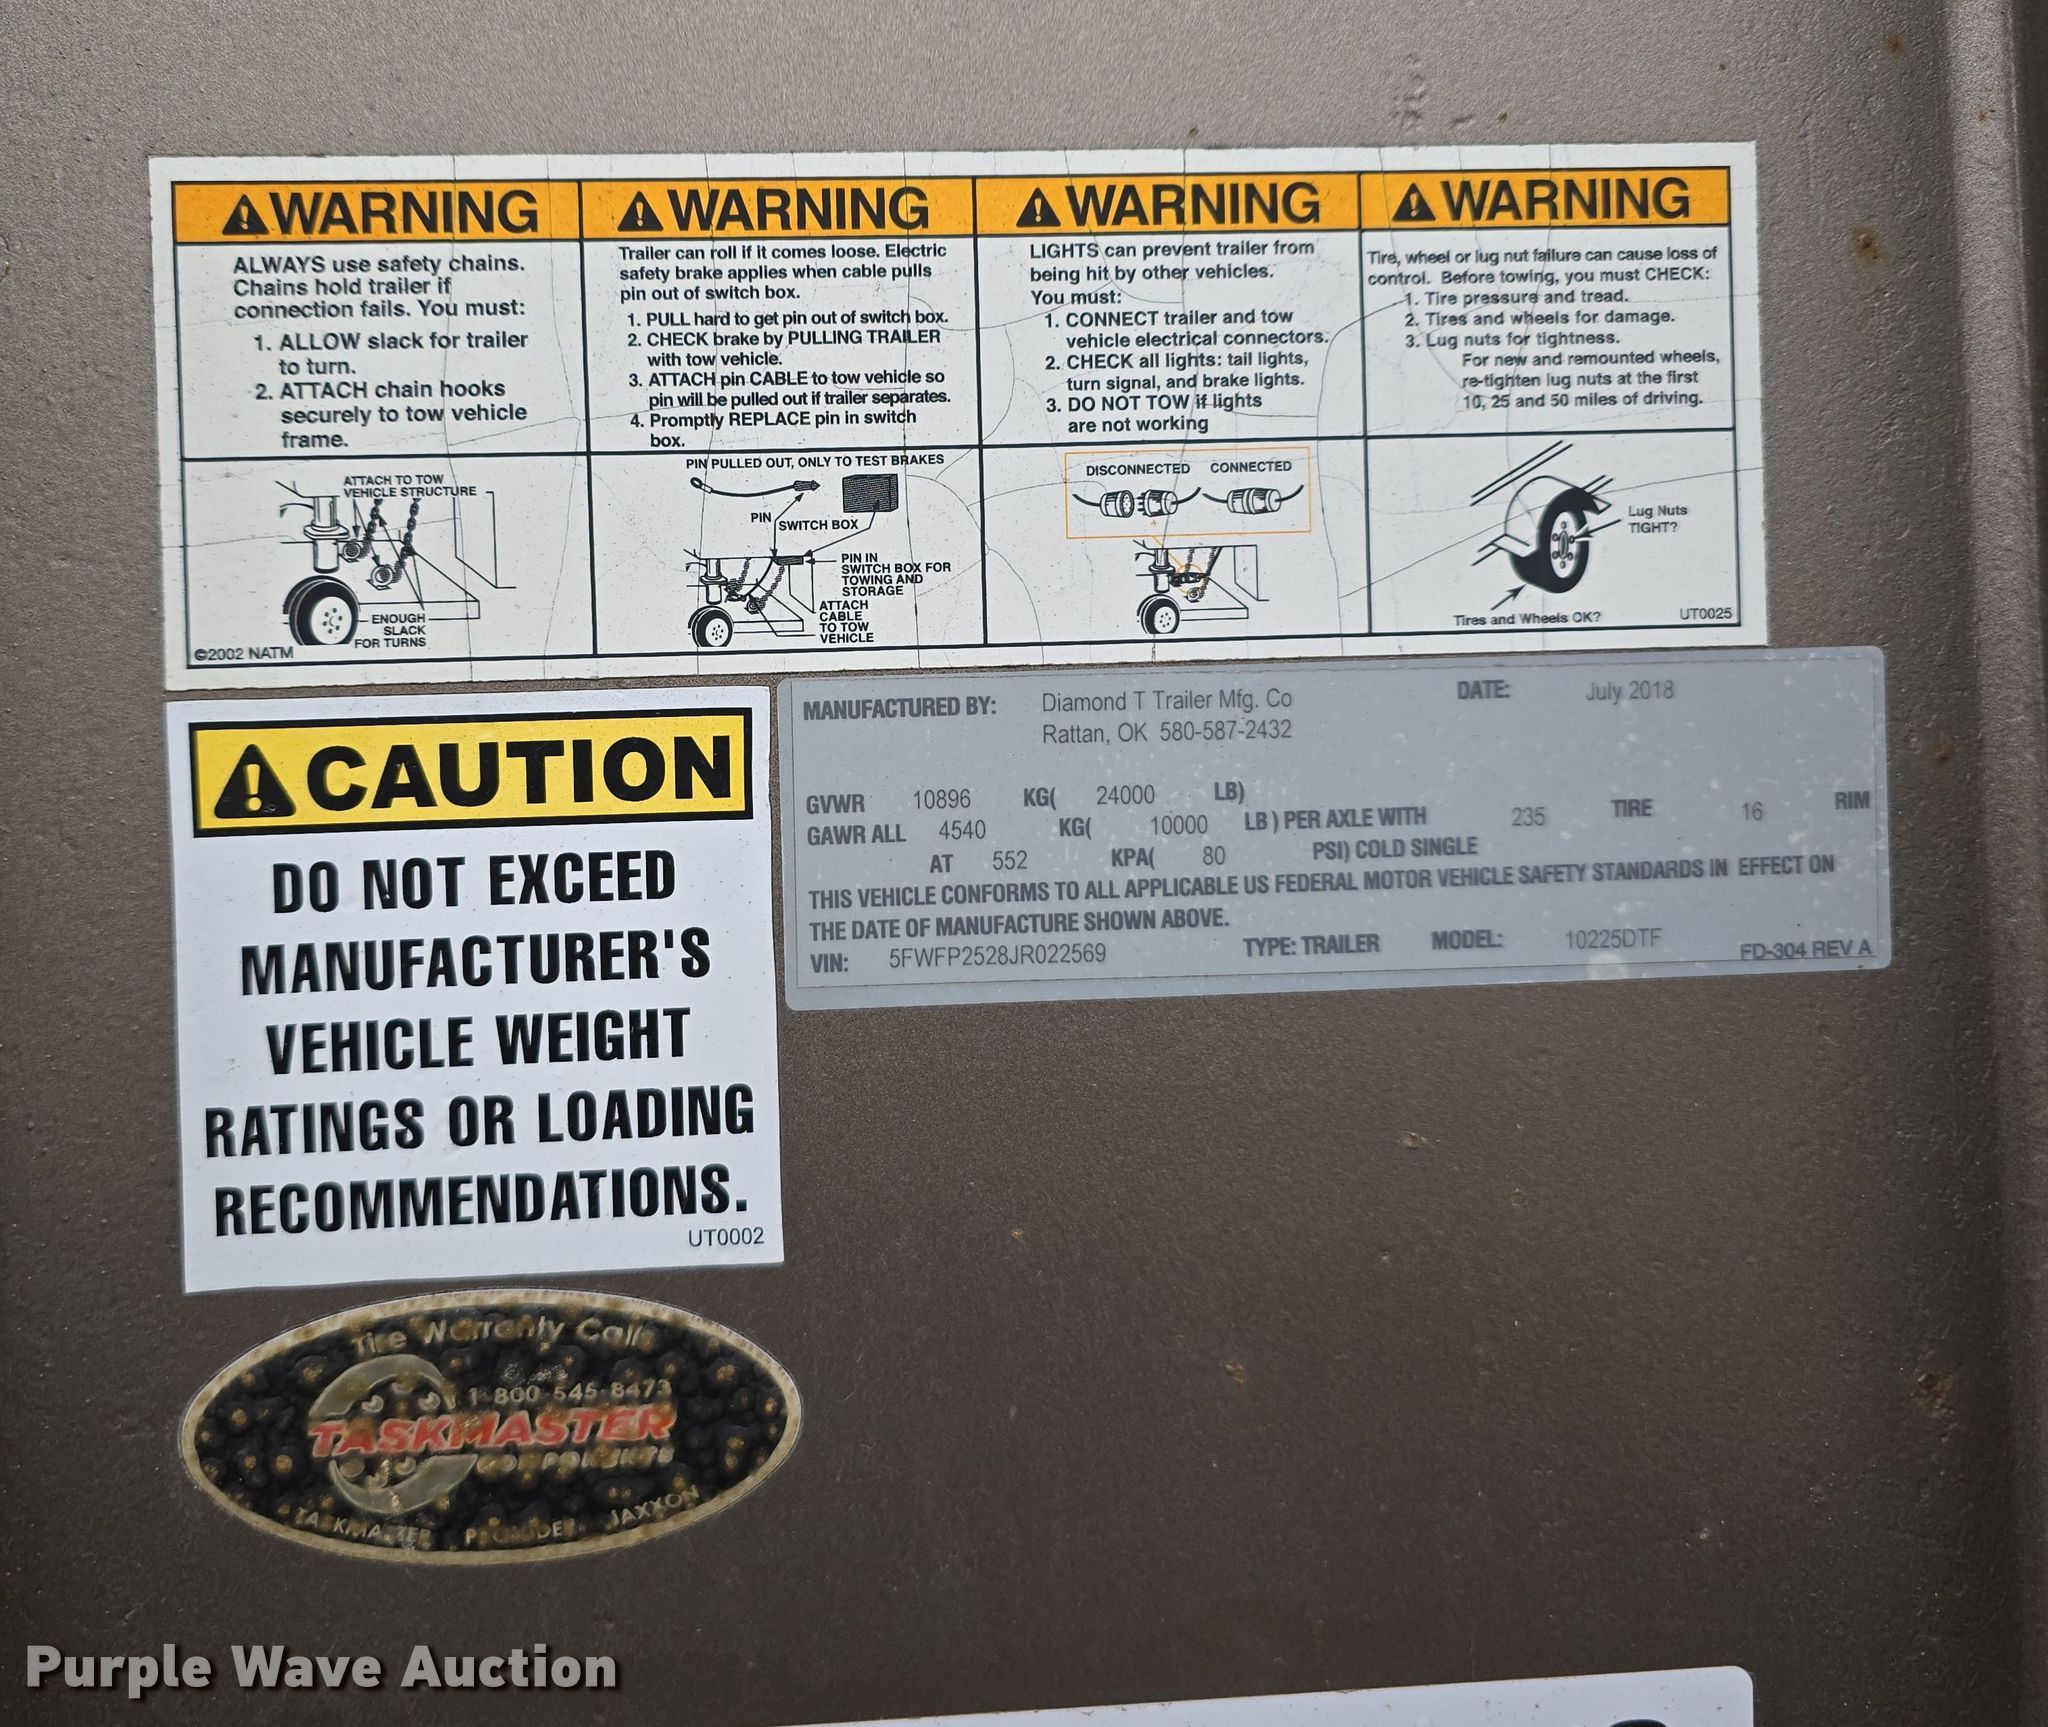 WARNING
ALWAYS use safety chains.
Chains hold trailer if
connection fails. You must:
1. ALLOW slack for trailer
to turn.
2. ATTACH chain hooks
securely to tow vehicle
frame.
ATTACH TO TOW
VEHICLE STRUCTURE
ENOUGH
SLACK
FOR TURNS
©2002 NATM
WARNING
Trailer can roll if it comes loose. Electric
safety brake applies when cable pulls
pin out of switch box.
1. PULL hard to get pin out of switch box.
2. CHECK brake by PULLING TRAILER
with tow vehicle.
3. ATTACH pin CABLE to tow vehicle so
pin will be pulled out if trailer separates.
4. Promptly REPLACE pin in switch
box.
PIN PULLED OUT, ONLY TO TEST BRAKES
PIN
SWITCH BOX
PIN IN
SWITCH BOX FOR
TOWING AND
STORAGE
ATTACH
CABLE
TO TOW
VEHICLE
WARNING
LIGHTS can prevent trailer from
being hit by other vehicles.
You must:
1. CONNECT trailer and tow
vehicle electrical connectors.
2. CHECK all lights: tail lights,
turn signal, and brake lights.
3. DO NOT TOW if lights
are not working
DISCONNECTED CONNECTED
WARNING
Tire, wheel or lug nut failure can cause loss of
control. Before towing, you must CHECK:
1. Tire pressure and tread.
2. Tires and wheels for damage.
3. Lug nuts for tightness.
For new and remounted wheels,
re-tighten lug nuts at the first
10, 25 and 50 miles of driving.
Lug Nuts
TIGHT?
Tires and Wheels OK?
UT0025
CAUTION
DO NOT EXCEED
MANUFACTURER'S
VEHICLE WEIGHT
RATINGS OR LOADING
RECOMMENDATIONS.
UT0002
MANUFACTURED BY: Diamond T Trailer Mfg. Co DATE: July 2018
Rattan, OK 580-587-2432
GVWR 10896 KG( 24000 LB)
GAWR ALL 4540 KG( 10000 LB ) PER AXLE WITH 235 TIRE 16 RIM
AT 552 KPA( 80 PSI) COLD SINGLE
THIS VEHICLE CONFORMS TO ALL APPLICABLE US FEDERAL MOTOR VEHICLE SAFETY STANDARDS IN EFFECT ON
THE DATE OF MANUFACTURE SHOWN ABOVE.
VIN: 5FWFP2528JR022569 TYPE: TRAILER MODEL: 10225DTF FD-304 REV A
Tire Warranty Call
1-800-545-8473
TASKMASTER
COMPONENTS
TASKMASTER PROVIDER JAXXON
Purple Wave Auction